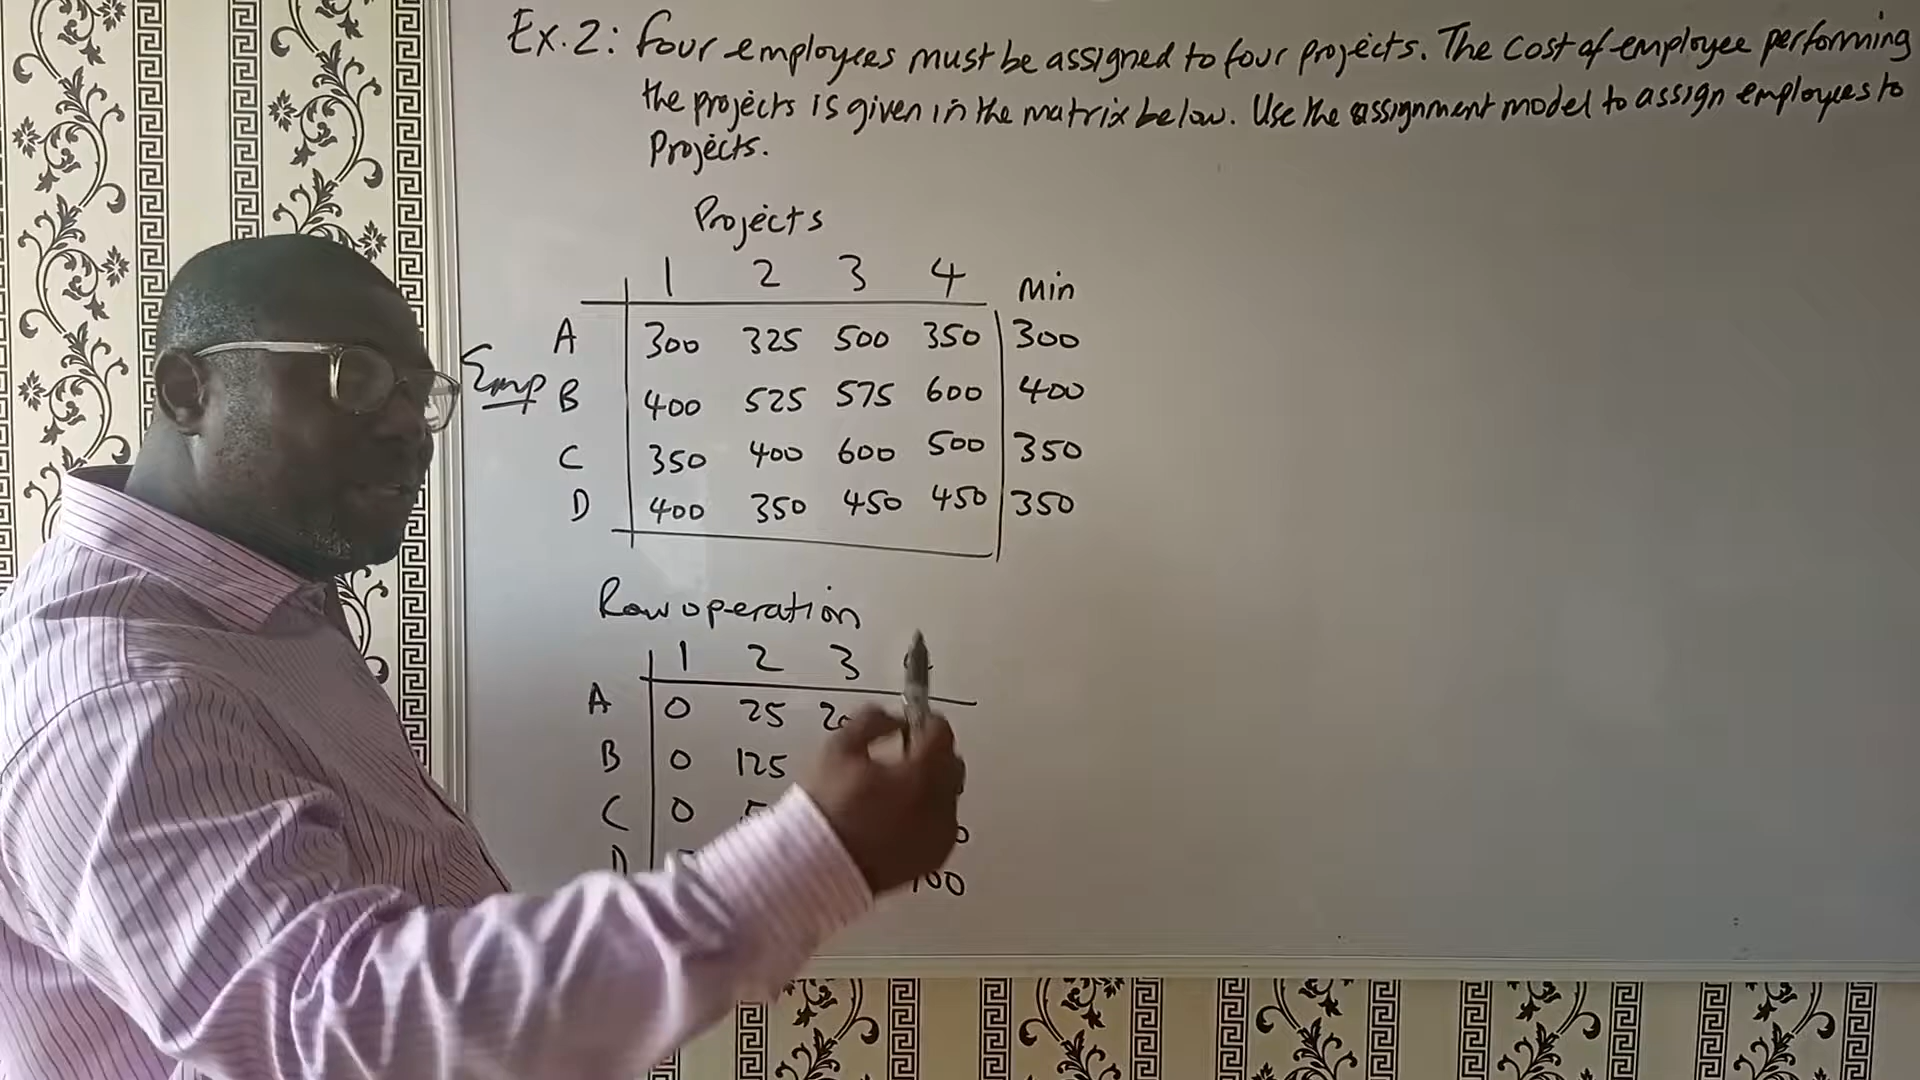 Ex.2: Four employees must be assigned to four projects. The cost of employee performing
the projects is given in the matrix below. Use the assignment model to assign employees to
Projects.
Projects
1 2 3 4 Min
A 300 325 500 350 300
Emp B 400 525 575 600 400
C 350 400 600 500 350
D 400 350 450 450 350
Row operation
1 2 3
A 0 25
B 0 125
C 0
D 100